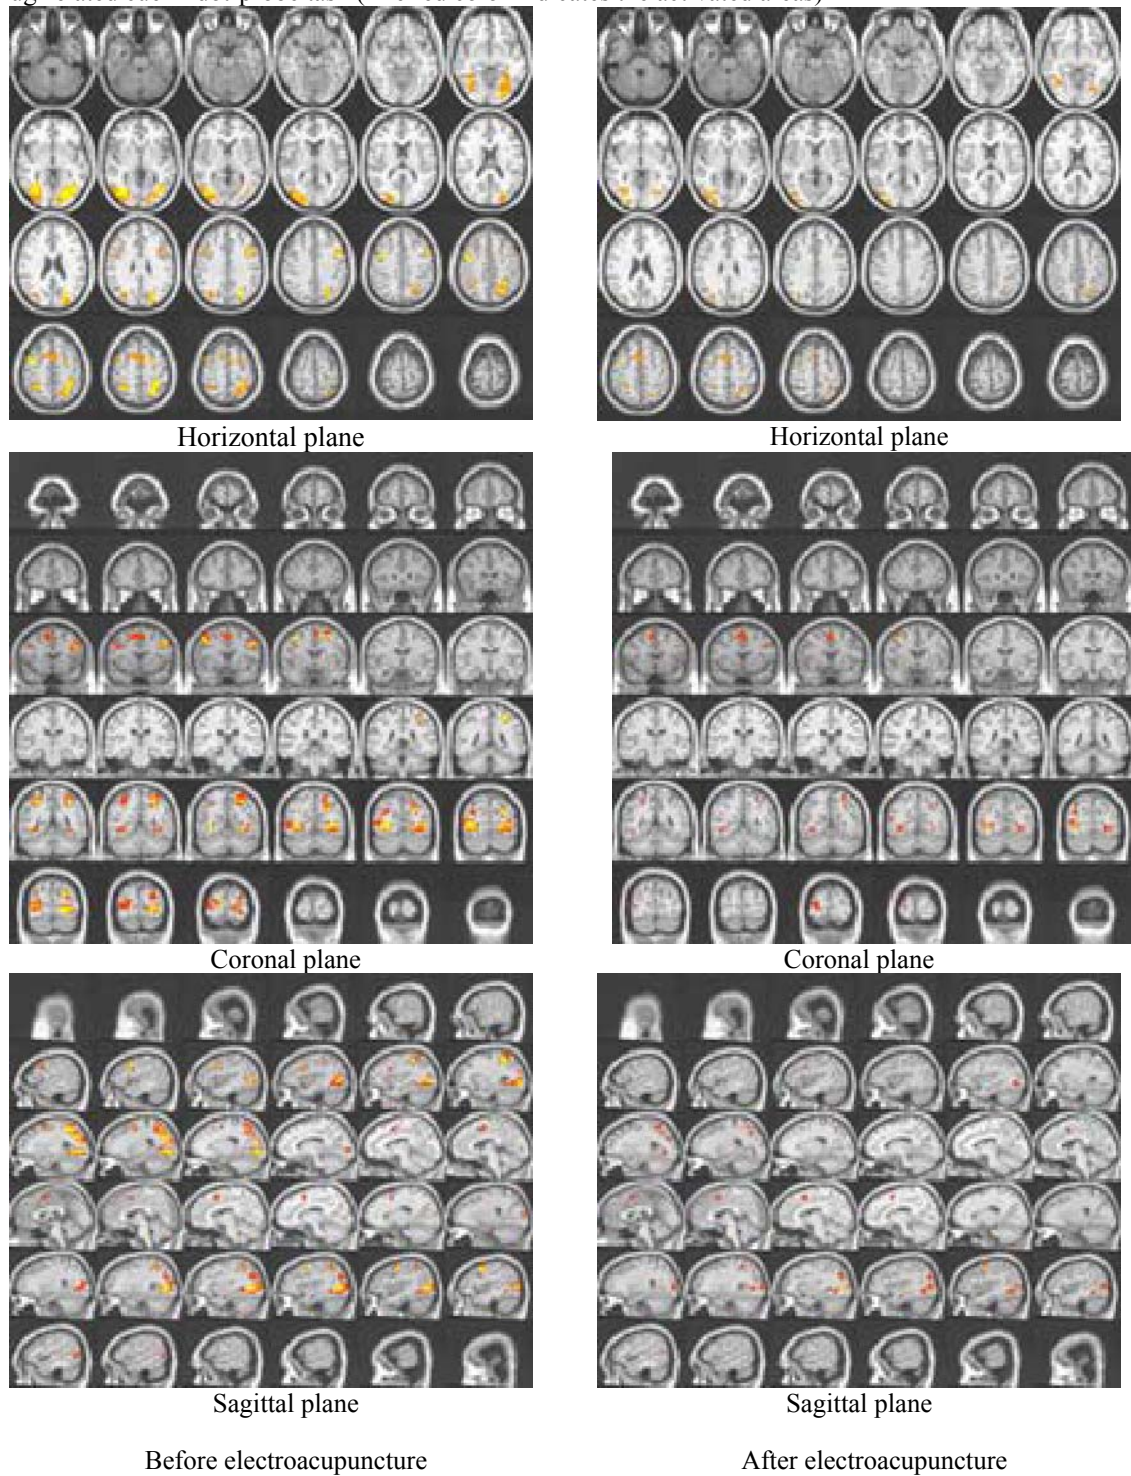 Horizontal plane Horizontal plane
Coronal plane Coronal plane
Sagittal plane Sagittal plane
Before electroacupuncture After electroacupuncture